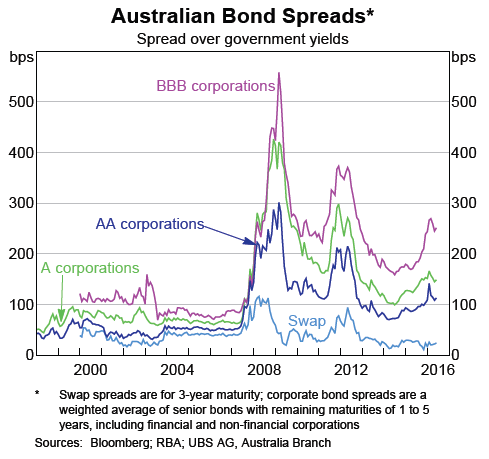 Australian Bond Spreads*
Spread over government yields
bps bps
BBB corporations
500 500
400 400
300 300
AA corporations
200 200
A corporations
100 100
Swap
0 0
2000 2004 2008 2012 2016
* Swap spreads are for 3-year maturity; corporate bond spreads are a
weighted average of senior bonds with remaining maturities of 1 to 5
years, including financial and non-financial corporations
Sources: Bloomberg; RBA; UBS AG, Australia Branch